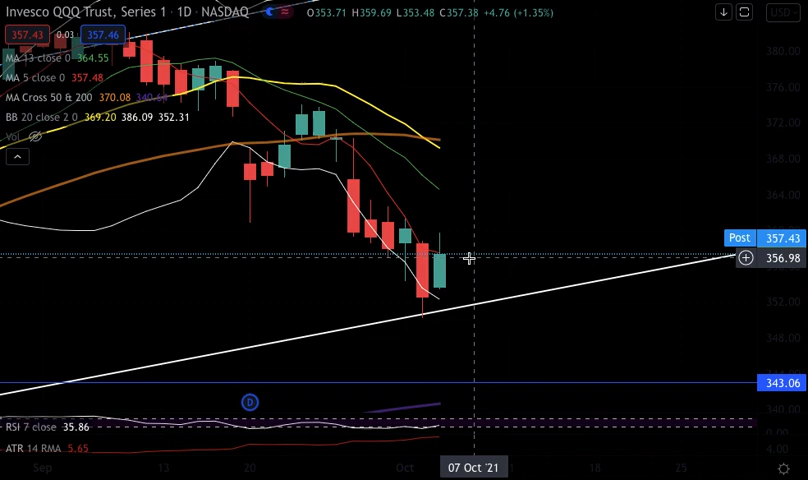 Invesco QQQ Trust, Series 1 · 1D · NASDAQ O353.71 H359.69 L353.48 C357.38 +4.76 (+1.35%) USD
357.43 0.03 357.46
MA 13 close 0 364.55
MA 5 close 0 357.48
MA Cross 50 & 200 370.08
BB 20 close 2 0 369.20 386.09 352.31
Vol
380.00
376.00
372.00
368.00
364.00
Post 357.43
356.98
352.00
348.00
343.06
340.00
D
RSI 7 close 35.86
ATR 14 RMA 5.65
4.00
Sep 13 20 Oct 07 Oct '21 18 25